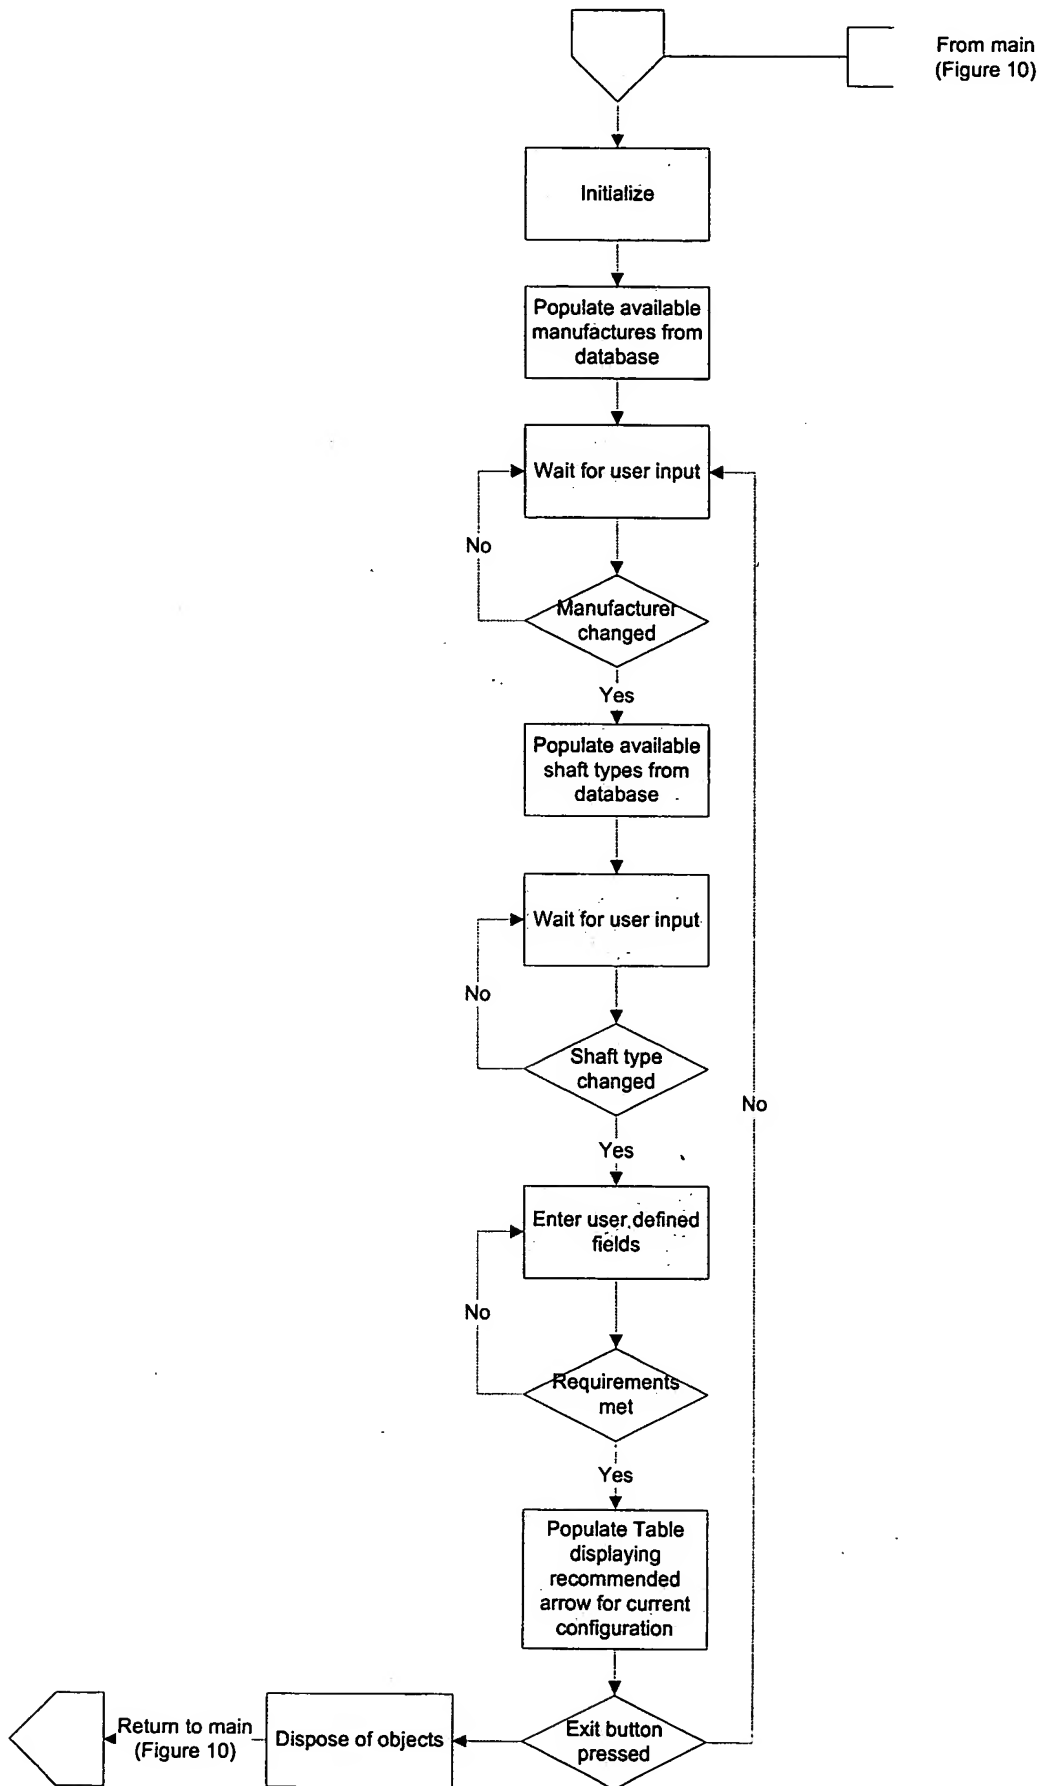 From main
(Figure 10)
Initialize
Populate available
manufactures from
database
Wait for user input
No
Manufacturer
changed
Yes
Populate available
shaft types from
database
Wait for user input
No
Shaft type
changed
No
Yes
Enter user defined
fields
No
Requirements
met
Yes
Populate Table
displaying
recommended
arrow for current
configuration
Return to main
(Figure 10)
Dispose of objects
Exit button
pressed